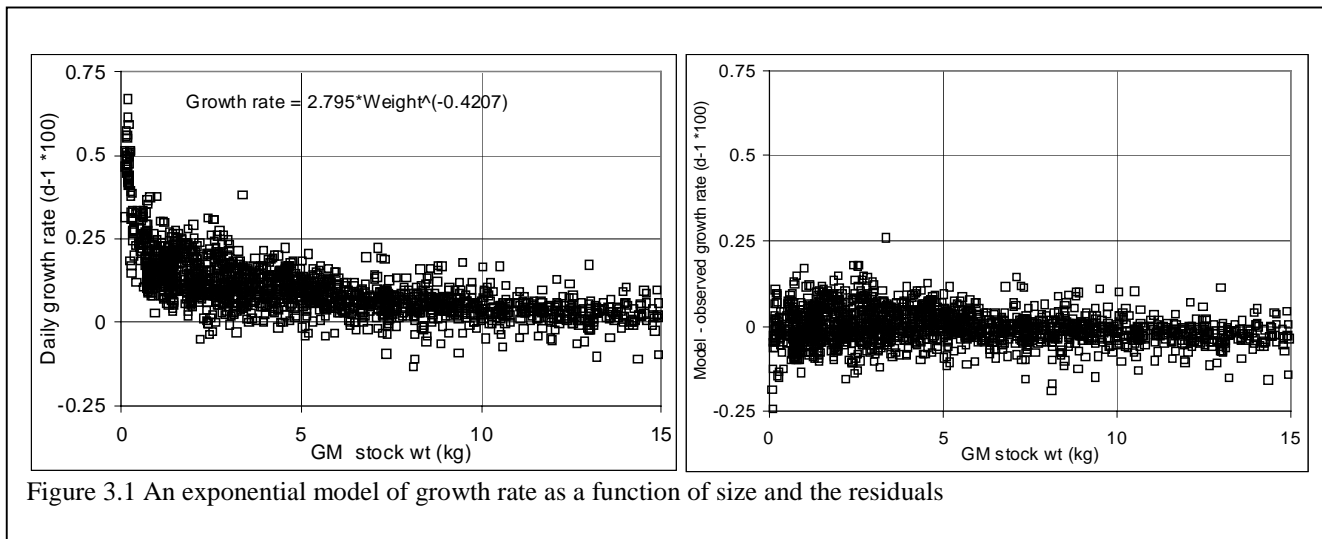 0.75
Growth rate = 2.795*Weight^(-0.4207)
0.5
0.25
0
-0.25
Daily growth rate (d-1 *100)
0 5 10 15
GM stock wt (kg)
0.75
0.5
0.25
0
-0.25
Model - observed growth rate (d-1 *100)
0 5 10 15
GM stock wt (kg)
Figure 3.1 An exponential model of growth rate as a function of size and the residuals